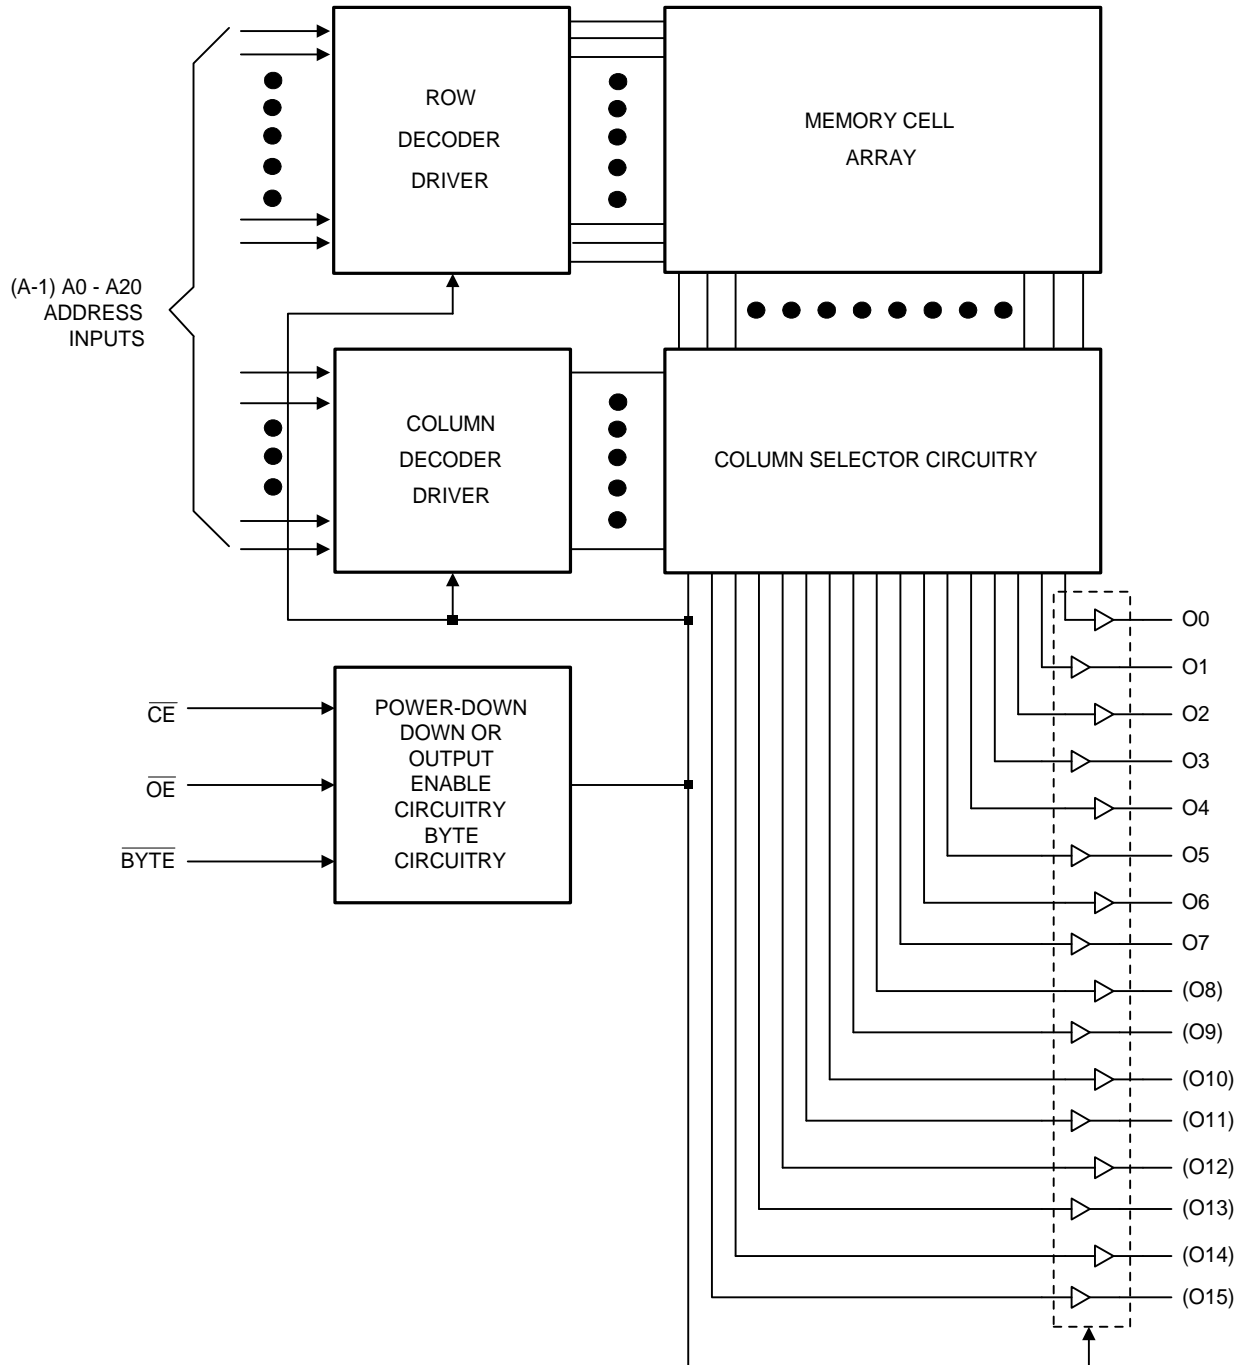 ROW
DECODER
DRIVER
MEMORY CELL
ARRAY
(A-1) A0 - A20
ADDRESS
INPUTS
COLUMN
DECODER
DRIVER
COLUMN SELECTOR CIRCUITRY
CE
OE
BYTE
POWER-DOWN
DOWN OR
OUTPUT
ENABLE
CIRCUITRY
BYTE
CIRCUITRY
O0
O1
O2
O3
O4
O5
O6
O7
(O8)
(O9)
(O10)
(O11)
(O12)
(O13)
(O14)
(O15)